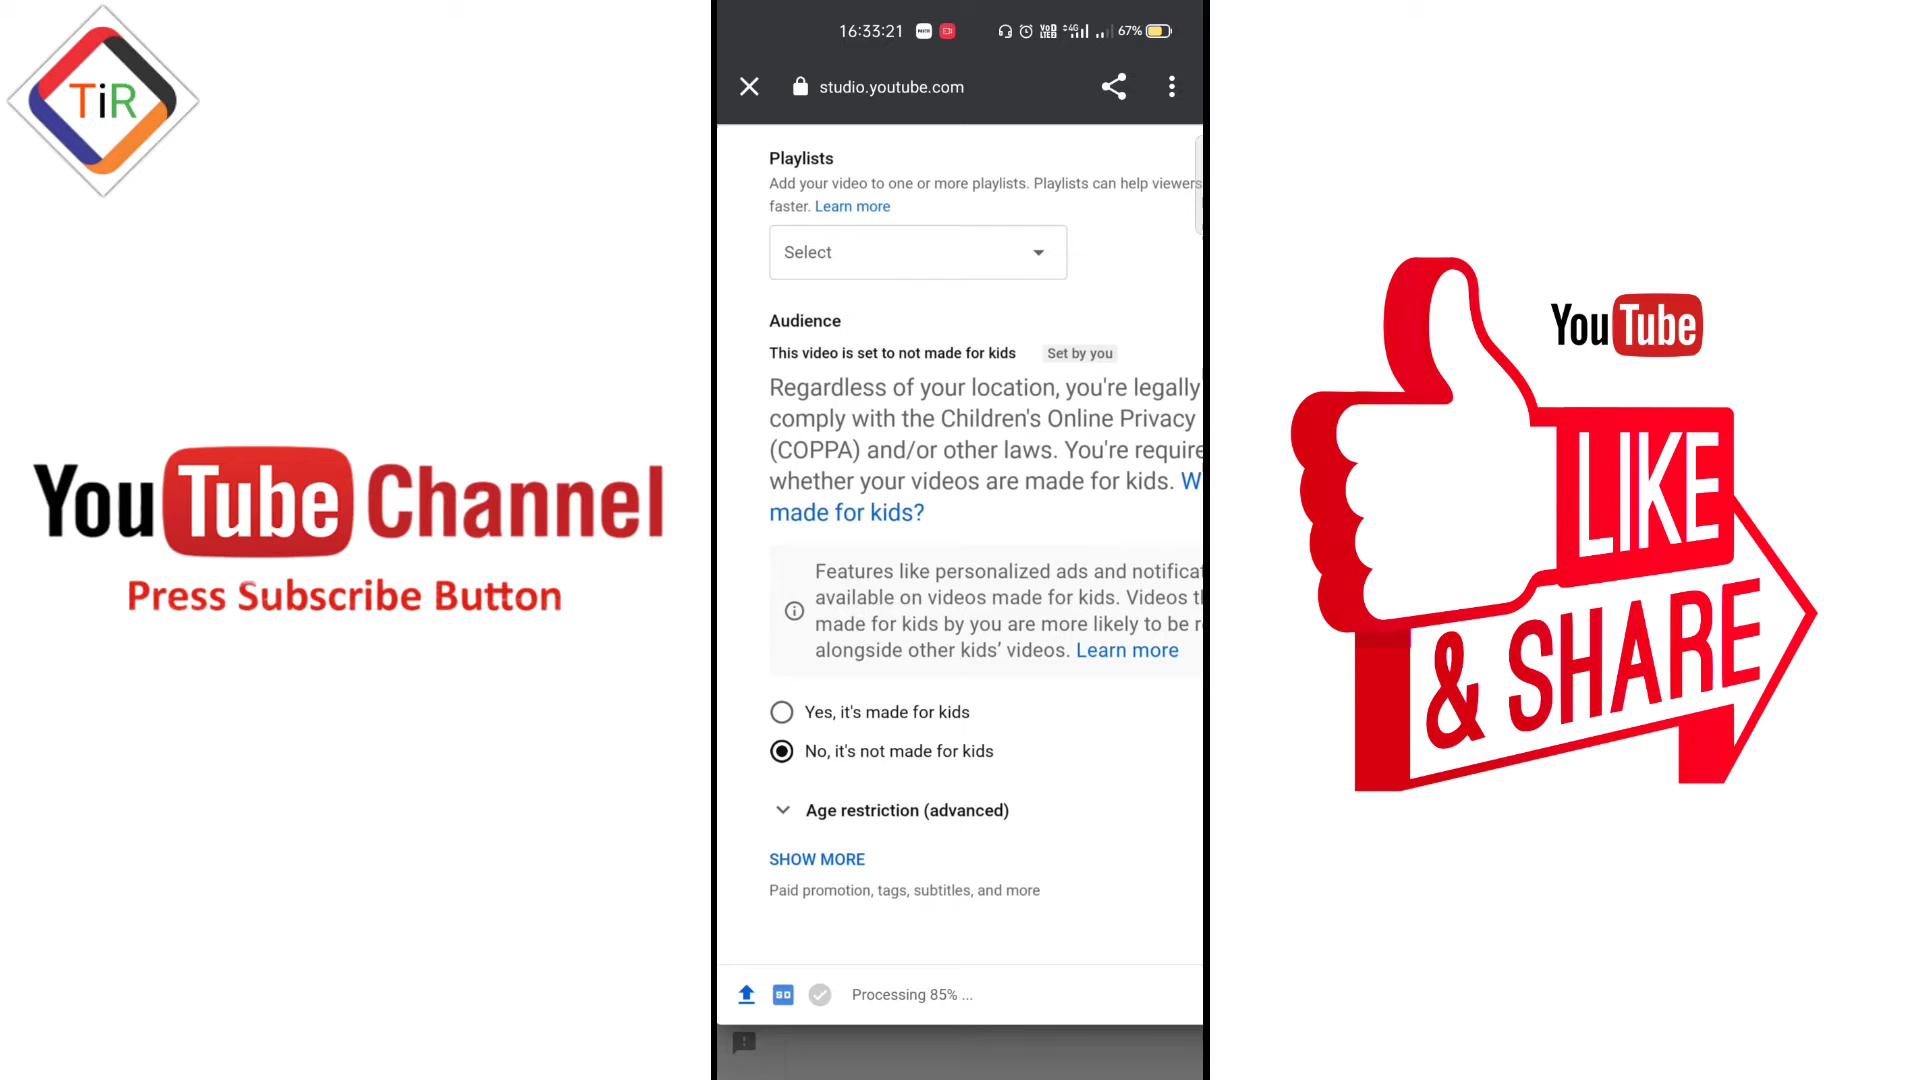 TiR
YouTube Channel
Press Subscribe Button
16:33:21
VoD
LTED
4G
67%
studio.youtube.com
Playlists
Add your video to one or more playlists. Playlists can help viewers
faster. Learn more
Select
Audience
This video is set to not made for kids Set by you
Regardless of your location, you're legally
comply with the Children's Online Privacy
(COPPA) and/or other laws. You're require
whether your videos are made for kids. W
made for kids?
Features like personalized ads and notificat
available on videos made for kids. Videos t
made for kids by you are more likely to be r
alongside other kids’ videos. Learn more
Yes, it's made for kids
No, it's not made for kids
Age restriction (advanced)
SHOW MORE
Paid promotion, tags, subtitles, and more
SD
Processing 85% ...
YouTube
LIKE
& SHARE